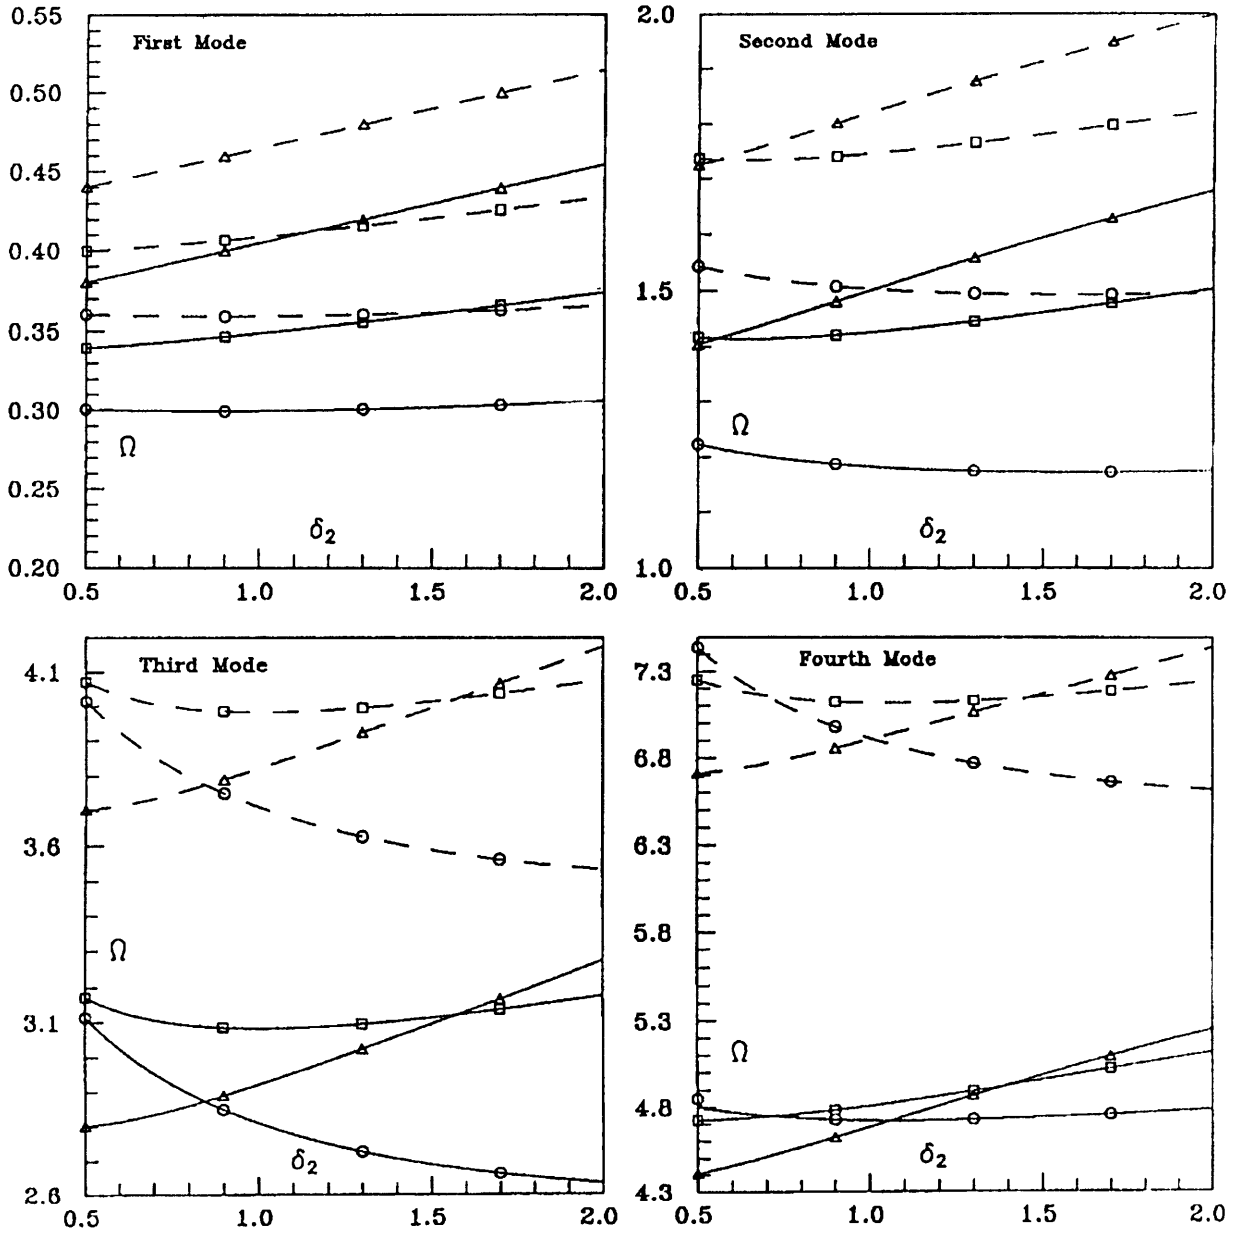 First Mode
0.55
0.50
0.45
0.40
0.35
0.30
0.25
0.20
Ω
δ2
0.5 1.0 1.5 2.0
Second Mode
2.0
1.5
1.0
Ω
δ2
0.5 1.0 1.5 2.0
Third Mode
4.1
3.6
3.1
2.6
Ω
δ2
0.5 1.0 1.5 2.0
Fourth Mode
7.3
6.8
6.3
5.8
5.3
4.8
4.3
Ω
δ2
0.5 1.0 1.5 2.0